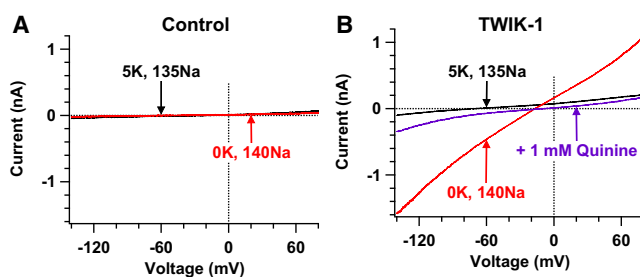 A
Control
Current (nA)
1
0
-1
5K, 135Na
0K, 140Na
-120
-60
0
60
Voltage (mV)
B
TWIK-1
Current (nA)
1
0
-1
5K, 135Na
+ 1 mM Quinine
0K, 140Na
-120
-60
0
60
Voltage (mV)